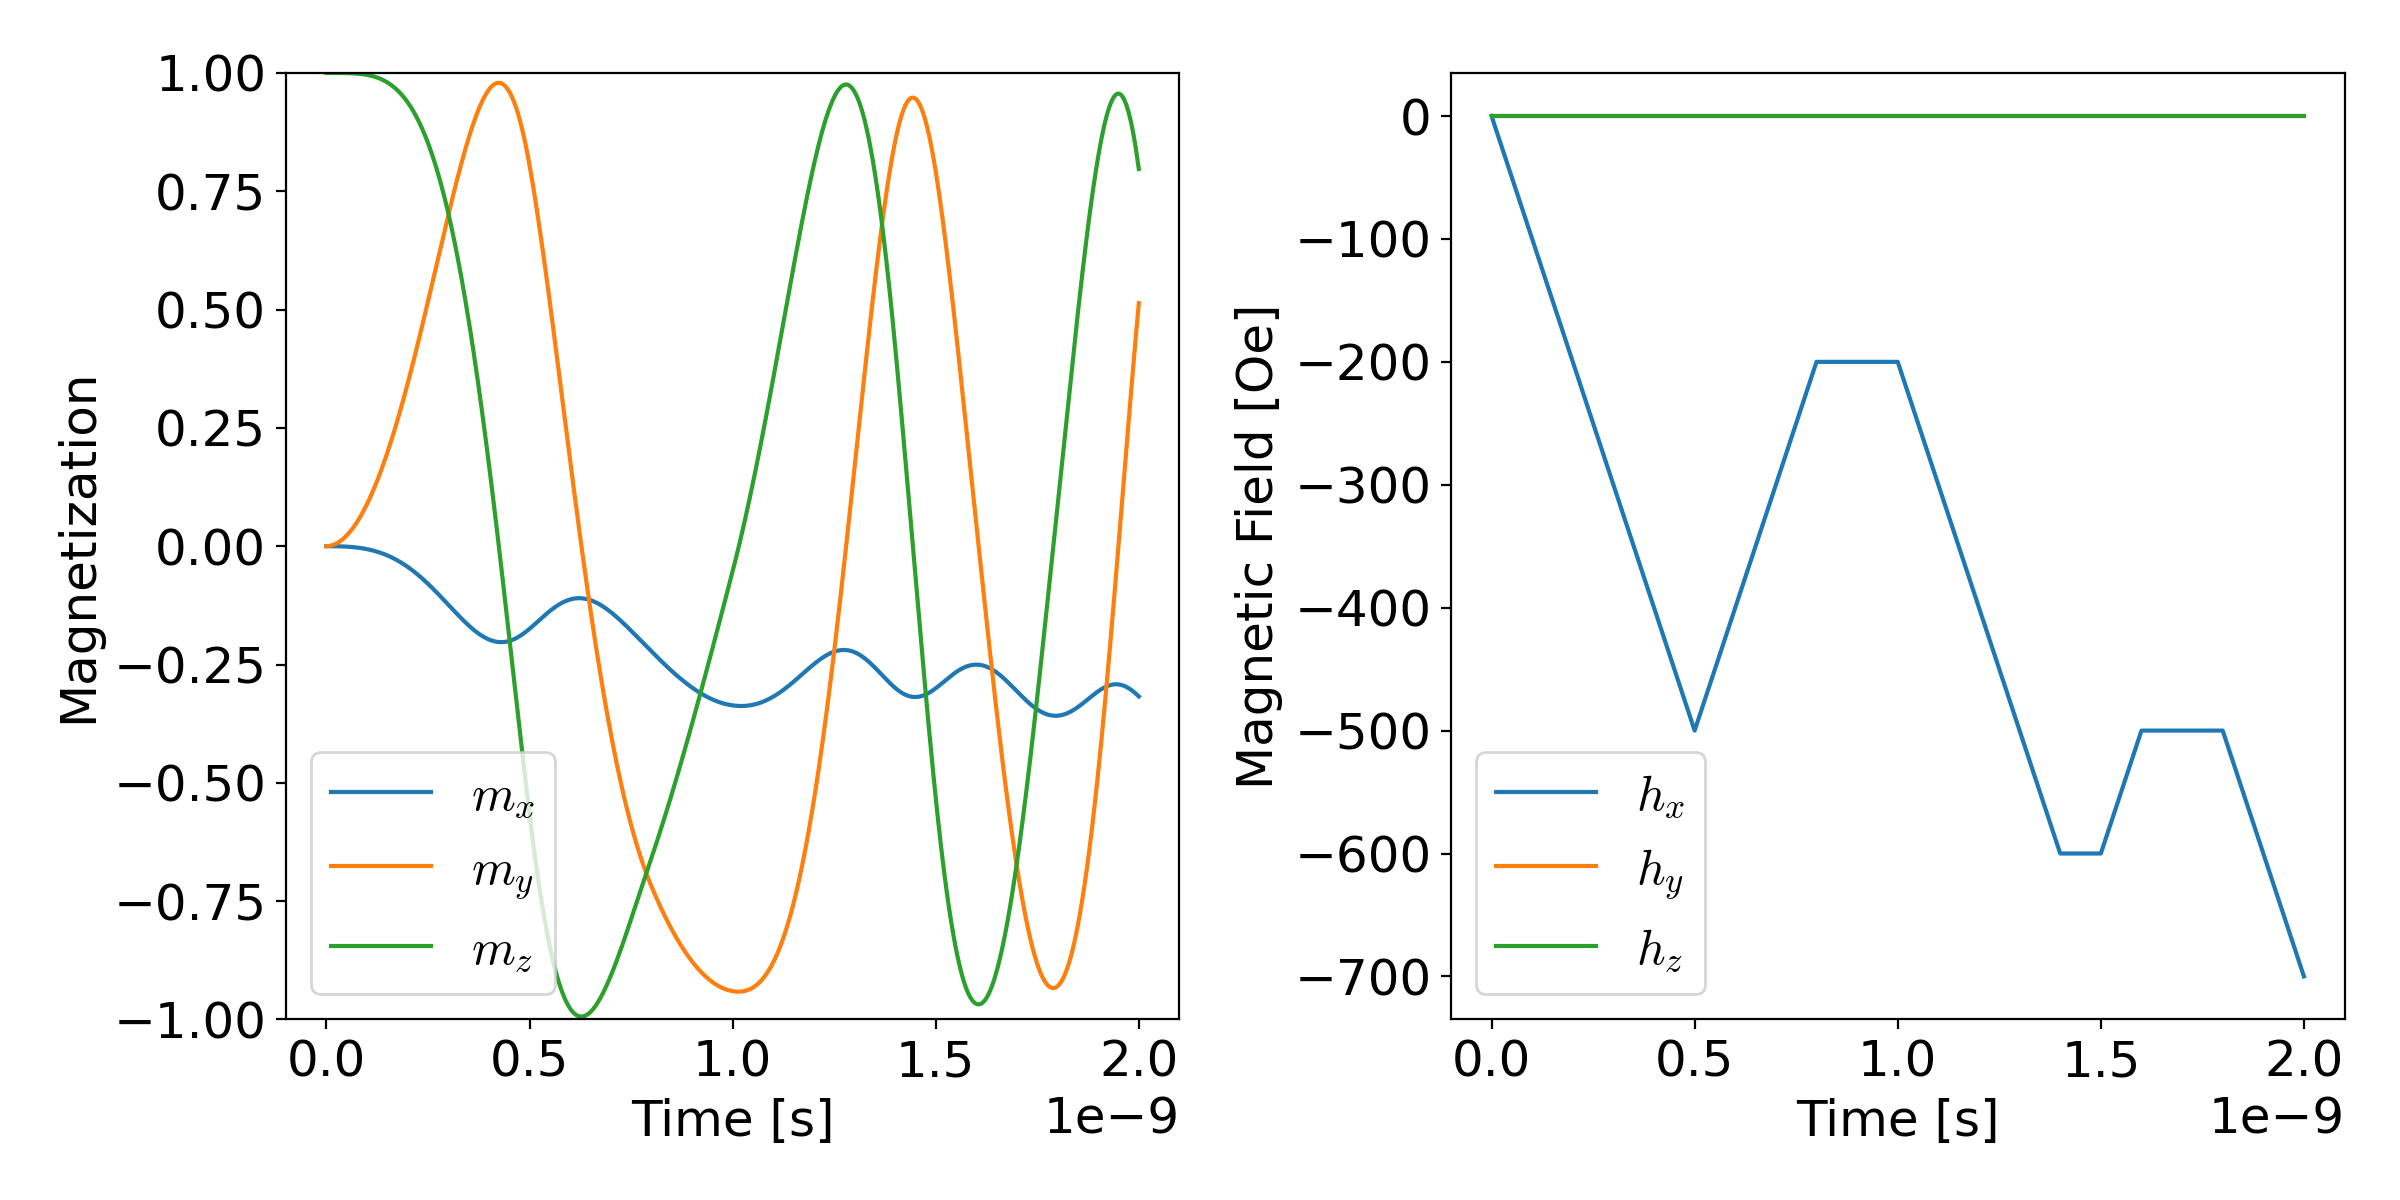 Magnetization
1.00
0.75
0.50
0.25
0.00
−0.25
−0.50
−0.75
−1.00
m_x
m_y
m_z
0.0 0.5 1.0 1.5 2.0
Time [s]
1e−9
Magnetic Field [Oe]
0
−100
−200
−300
−400
−500
−600
−700
h_x
h_y
h_z
0.0 0.5 1.0 1.5 2.0
Time [s]
1e−9